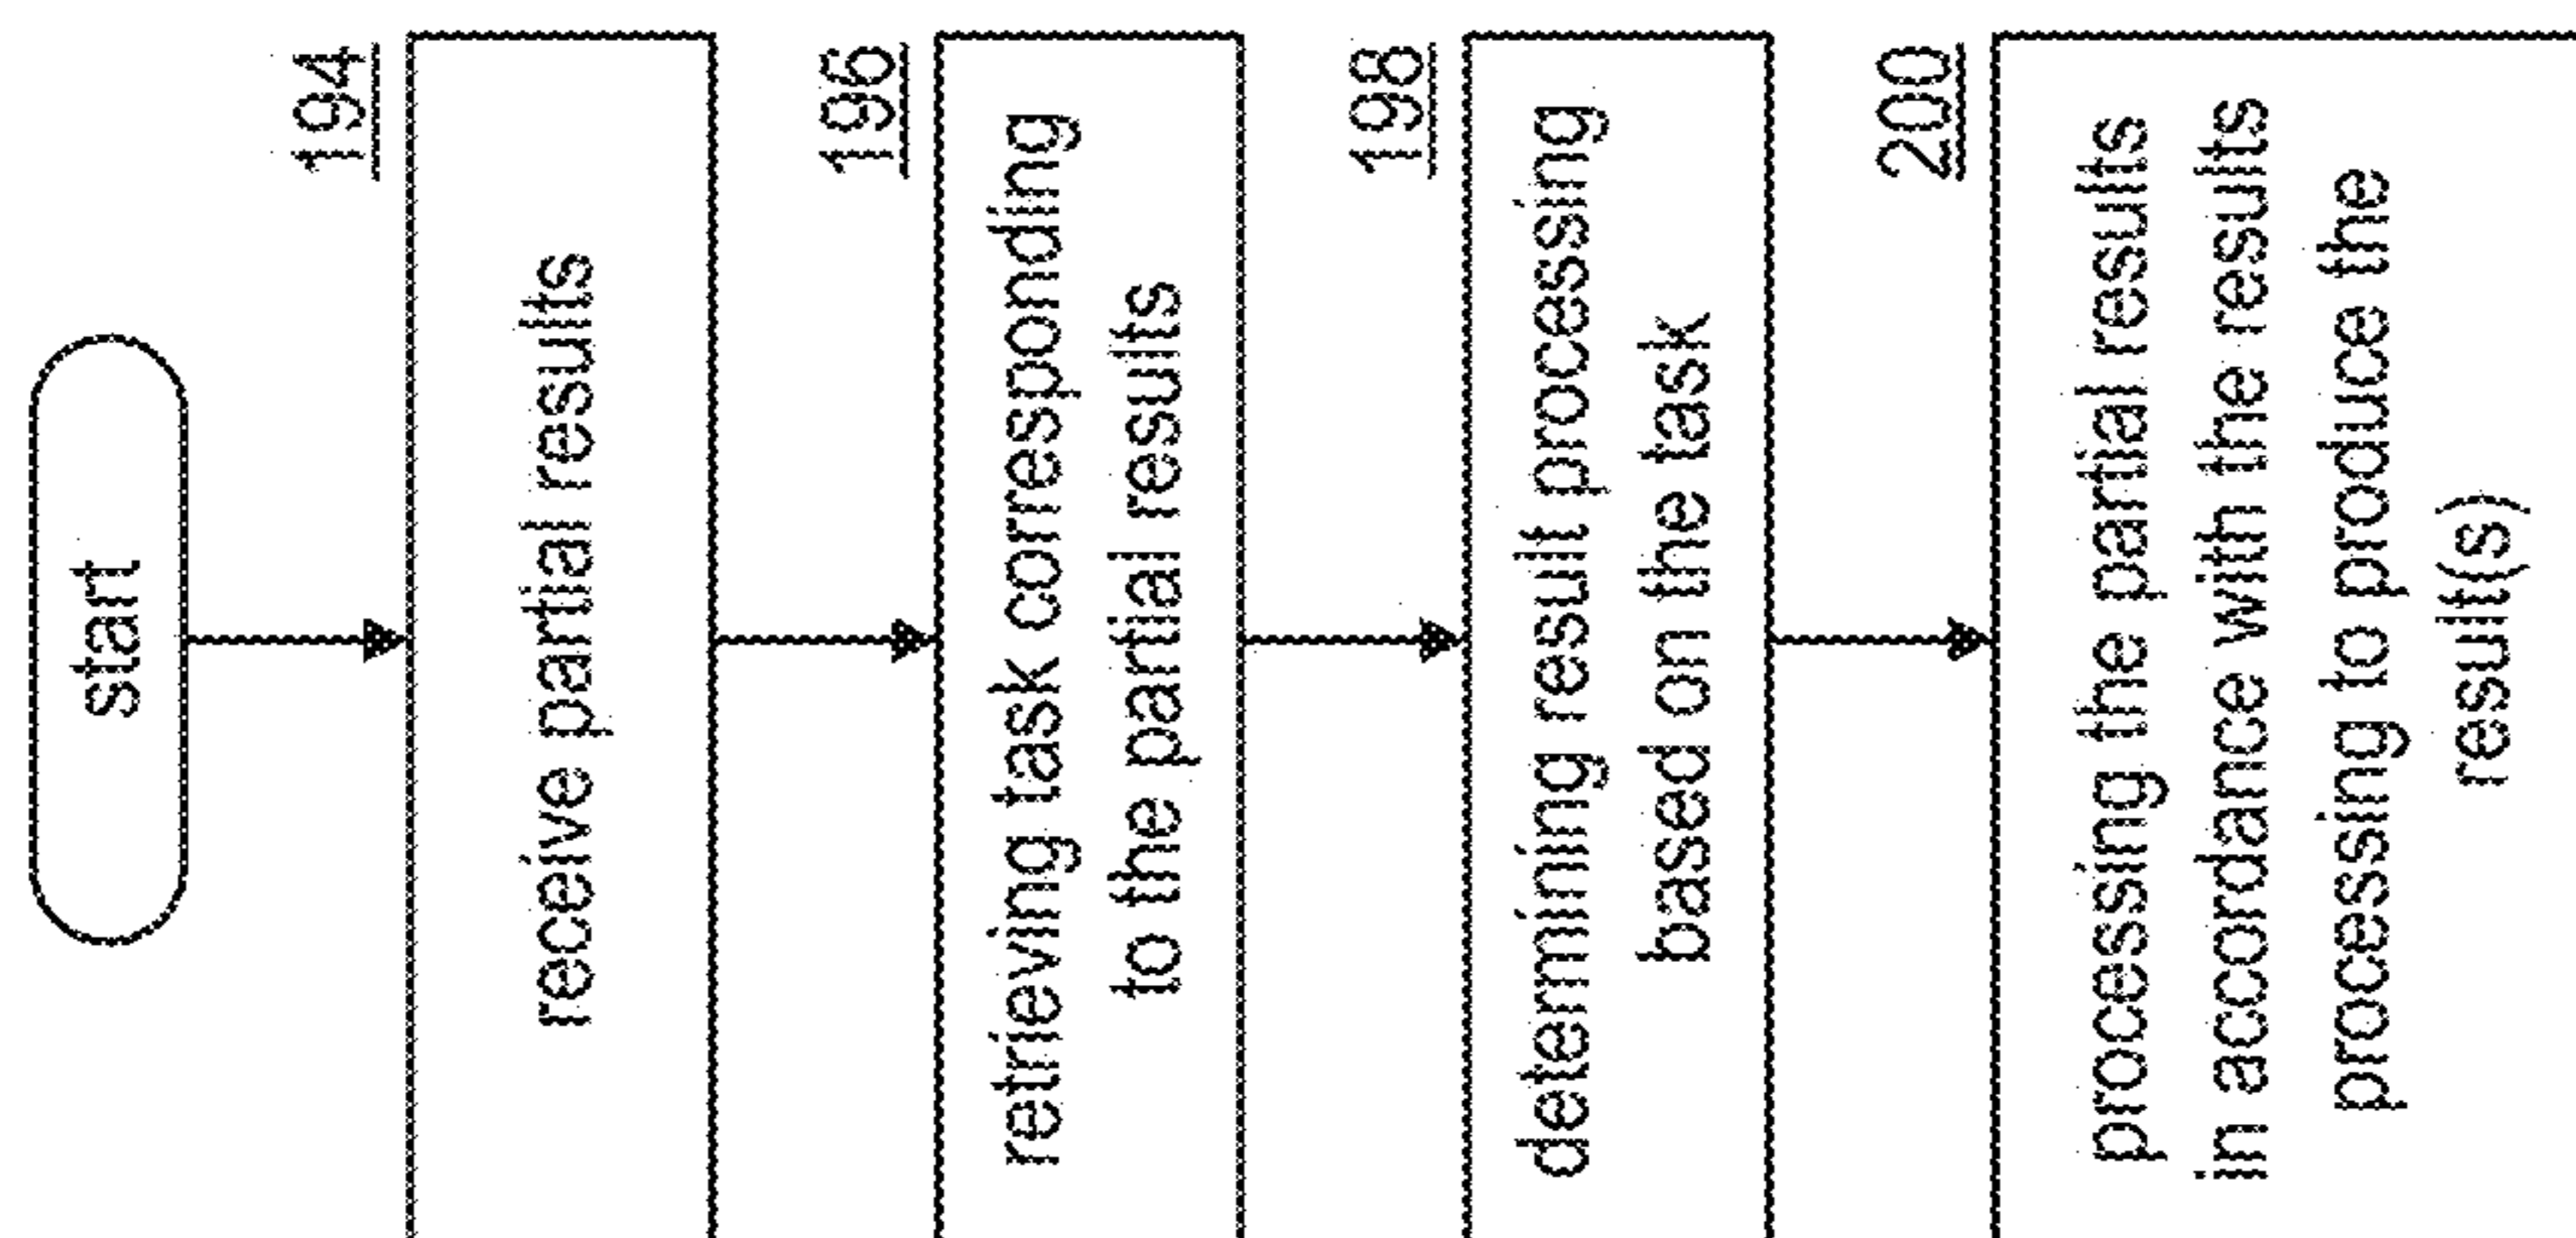 start
194
receive partial results
196
retrieving task corresponding
to the partial results
198
determining result processing
based on the task
200
processing the partial results
in accordance with the results
processing to produce the
result(s)